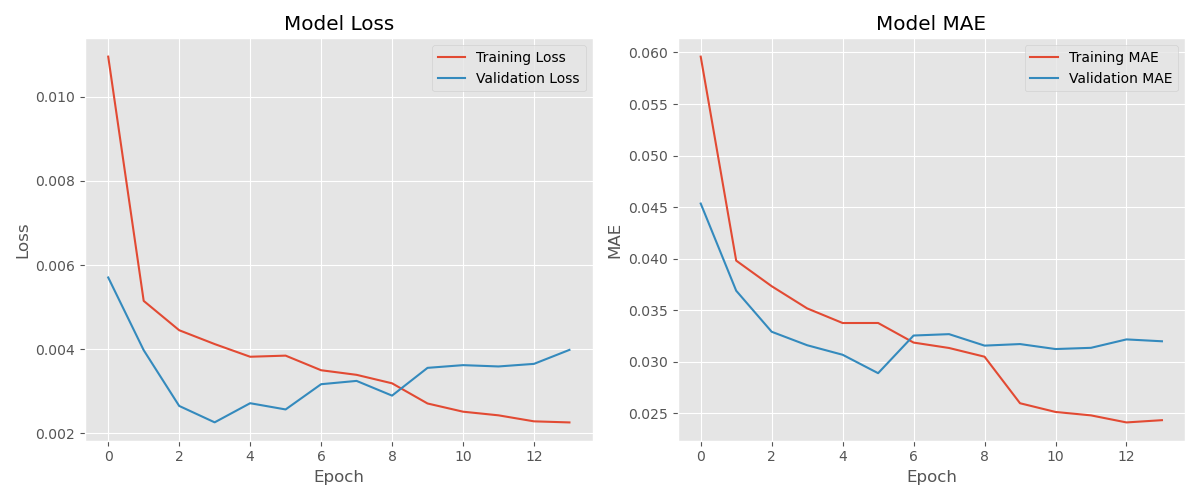 Model Loss
Training Loss
Validation Loss
0.010
0.008
0.006
0.004
0.002
Loss
0 2 4 6 8 10 12
Epoch
Model MAE
Training MAE
Validation MAE
0.060
0.055
0.050
0.045
0.040
0.035
0.030
0.025
MAE
0 2 4 6 8 10 12
Epoch